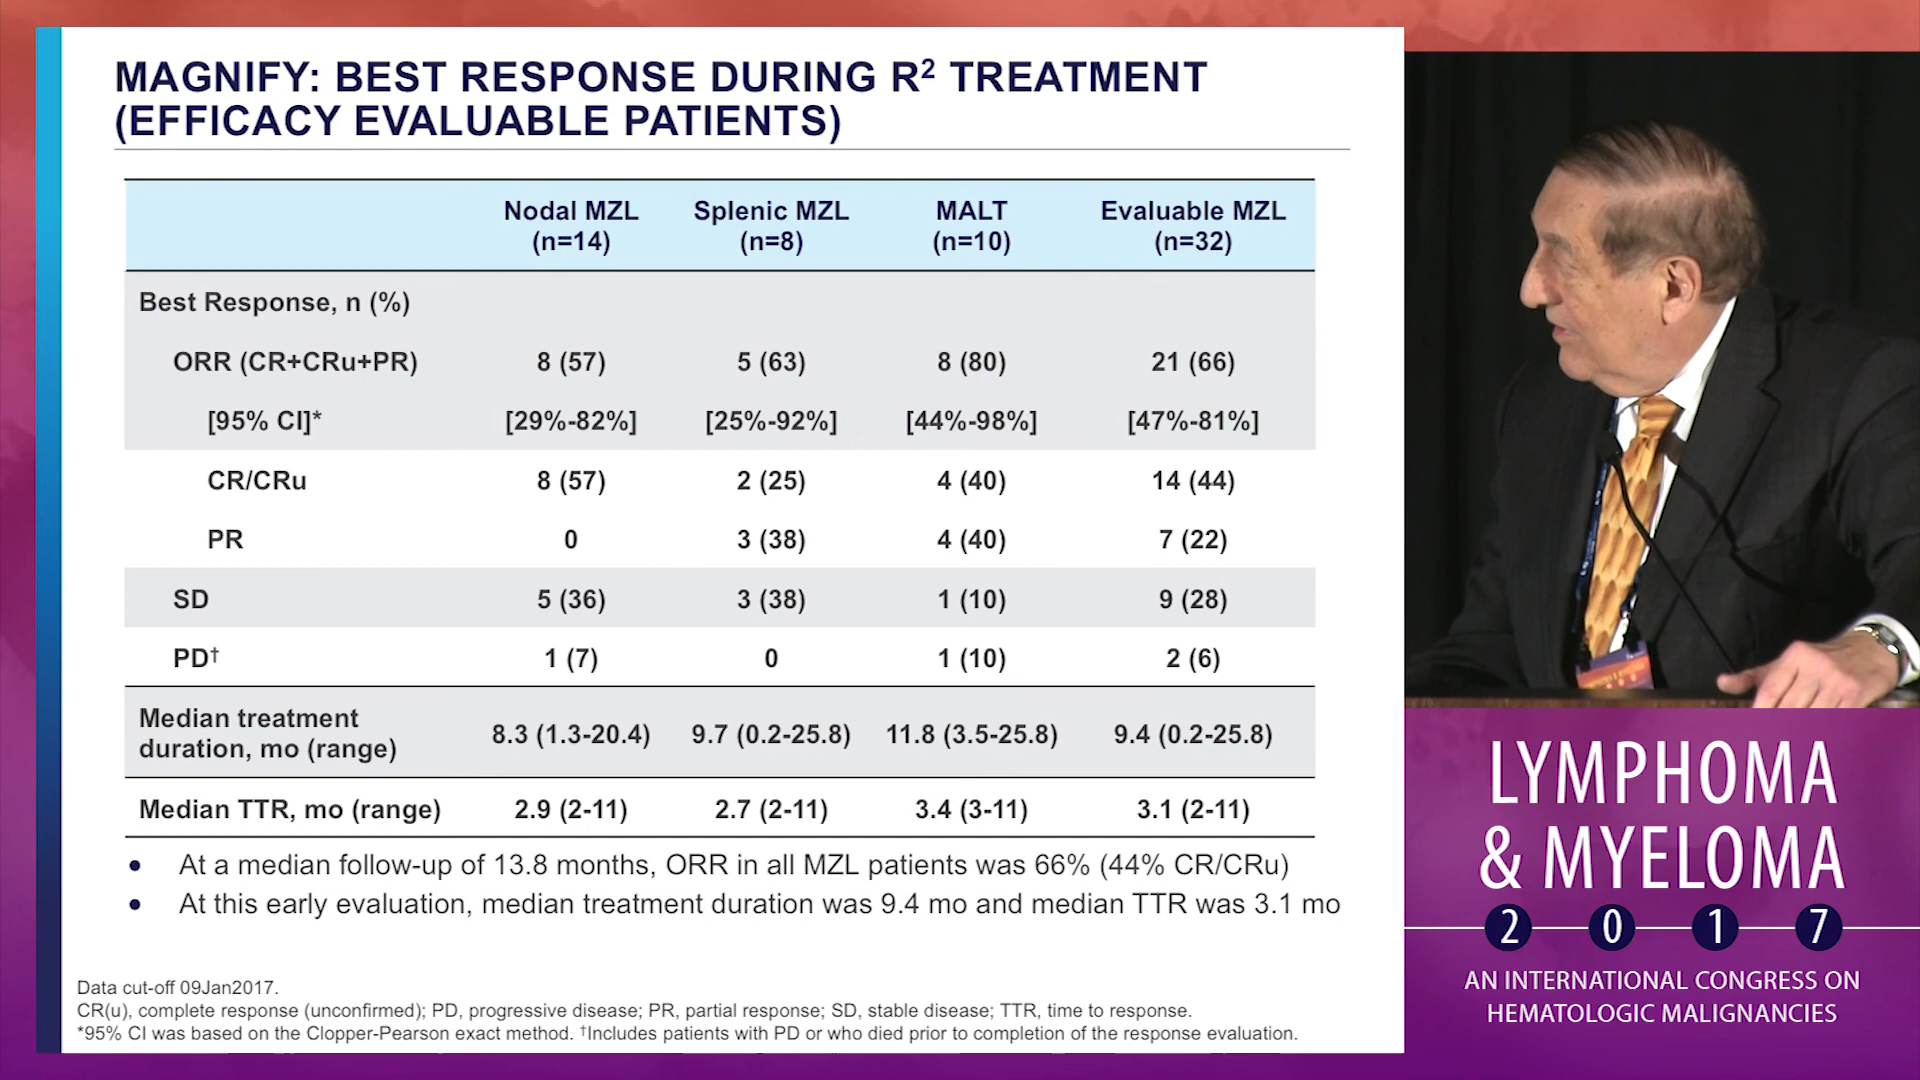 MAGNIFY: BEST RESPONSE DURING R² TREATMENT
(EFFICACY EVALUABLE PATIENTS)
Nodal MZL (n=14) Splenic MZL (n=8) MALT (n=10) Evaluable MZL (n=32)
Best Response, n (%)
ORR (CR+CRu+PR) 8 (57) 5 (63) 8 (80) 21 (66)
[95% CI]* [29%-82%] [25%-92%] [44%-98%] [47%-81%]
CR/CRu 8 (57) 2 (25) 4 (40) 14 (44)
PR 0 3 (38) 4 (40) 7 (22)
SD 5 (36) 3 (38) 1 (10) 9 (28)
PD† 1 (7) 0 1 (10) 2 (6)
Median treatment duration, mo (range) 8.3 (1.3-20.4) 9.7 (0.2-25.8) 11.8 (3.5-25.8) 9.4 (0.2-25.8)
Median TTR, mo (range) 2.9 (2-11) 2.7 (2-11) 3.4 (3-11) 3.1 (2-11)
• At a median follow-up of 13.8 months, ORR in all MZL patients was 66% (44% CR/CRu)
• At this early evaluation, median treatment duration was 9.4 mo and median TTR was 3.1 mo
Data cut-off 09Jan2017.
CR(u), complete response (unconfirmed); PD, progressive disease; PR, partial response; SD, stable disease; TTR, time to response.
*95% CI was based on the Clopper-Pearson exact method. †Includes patients with PD or who died prior to completion of the response evaluation.
LYMPHOMA
& MYELOMA
2 0 1 7
AN INTERNATIONAL CONGRESS ON
HEMATOLOGIC MALIGNANCIES